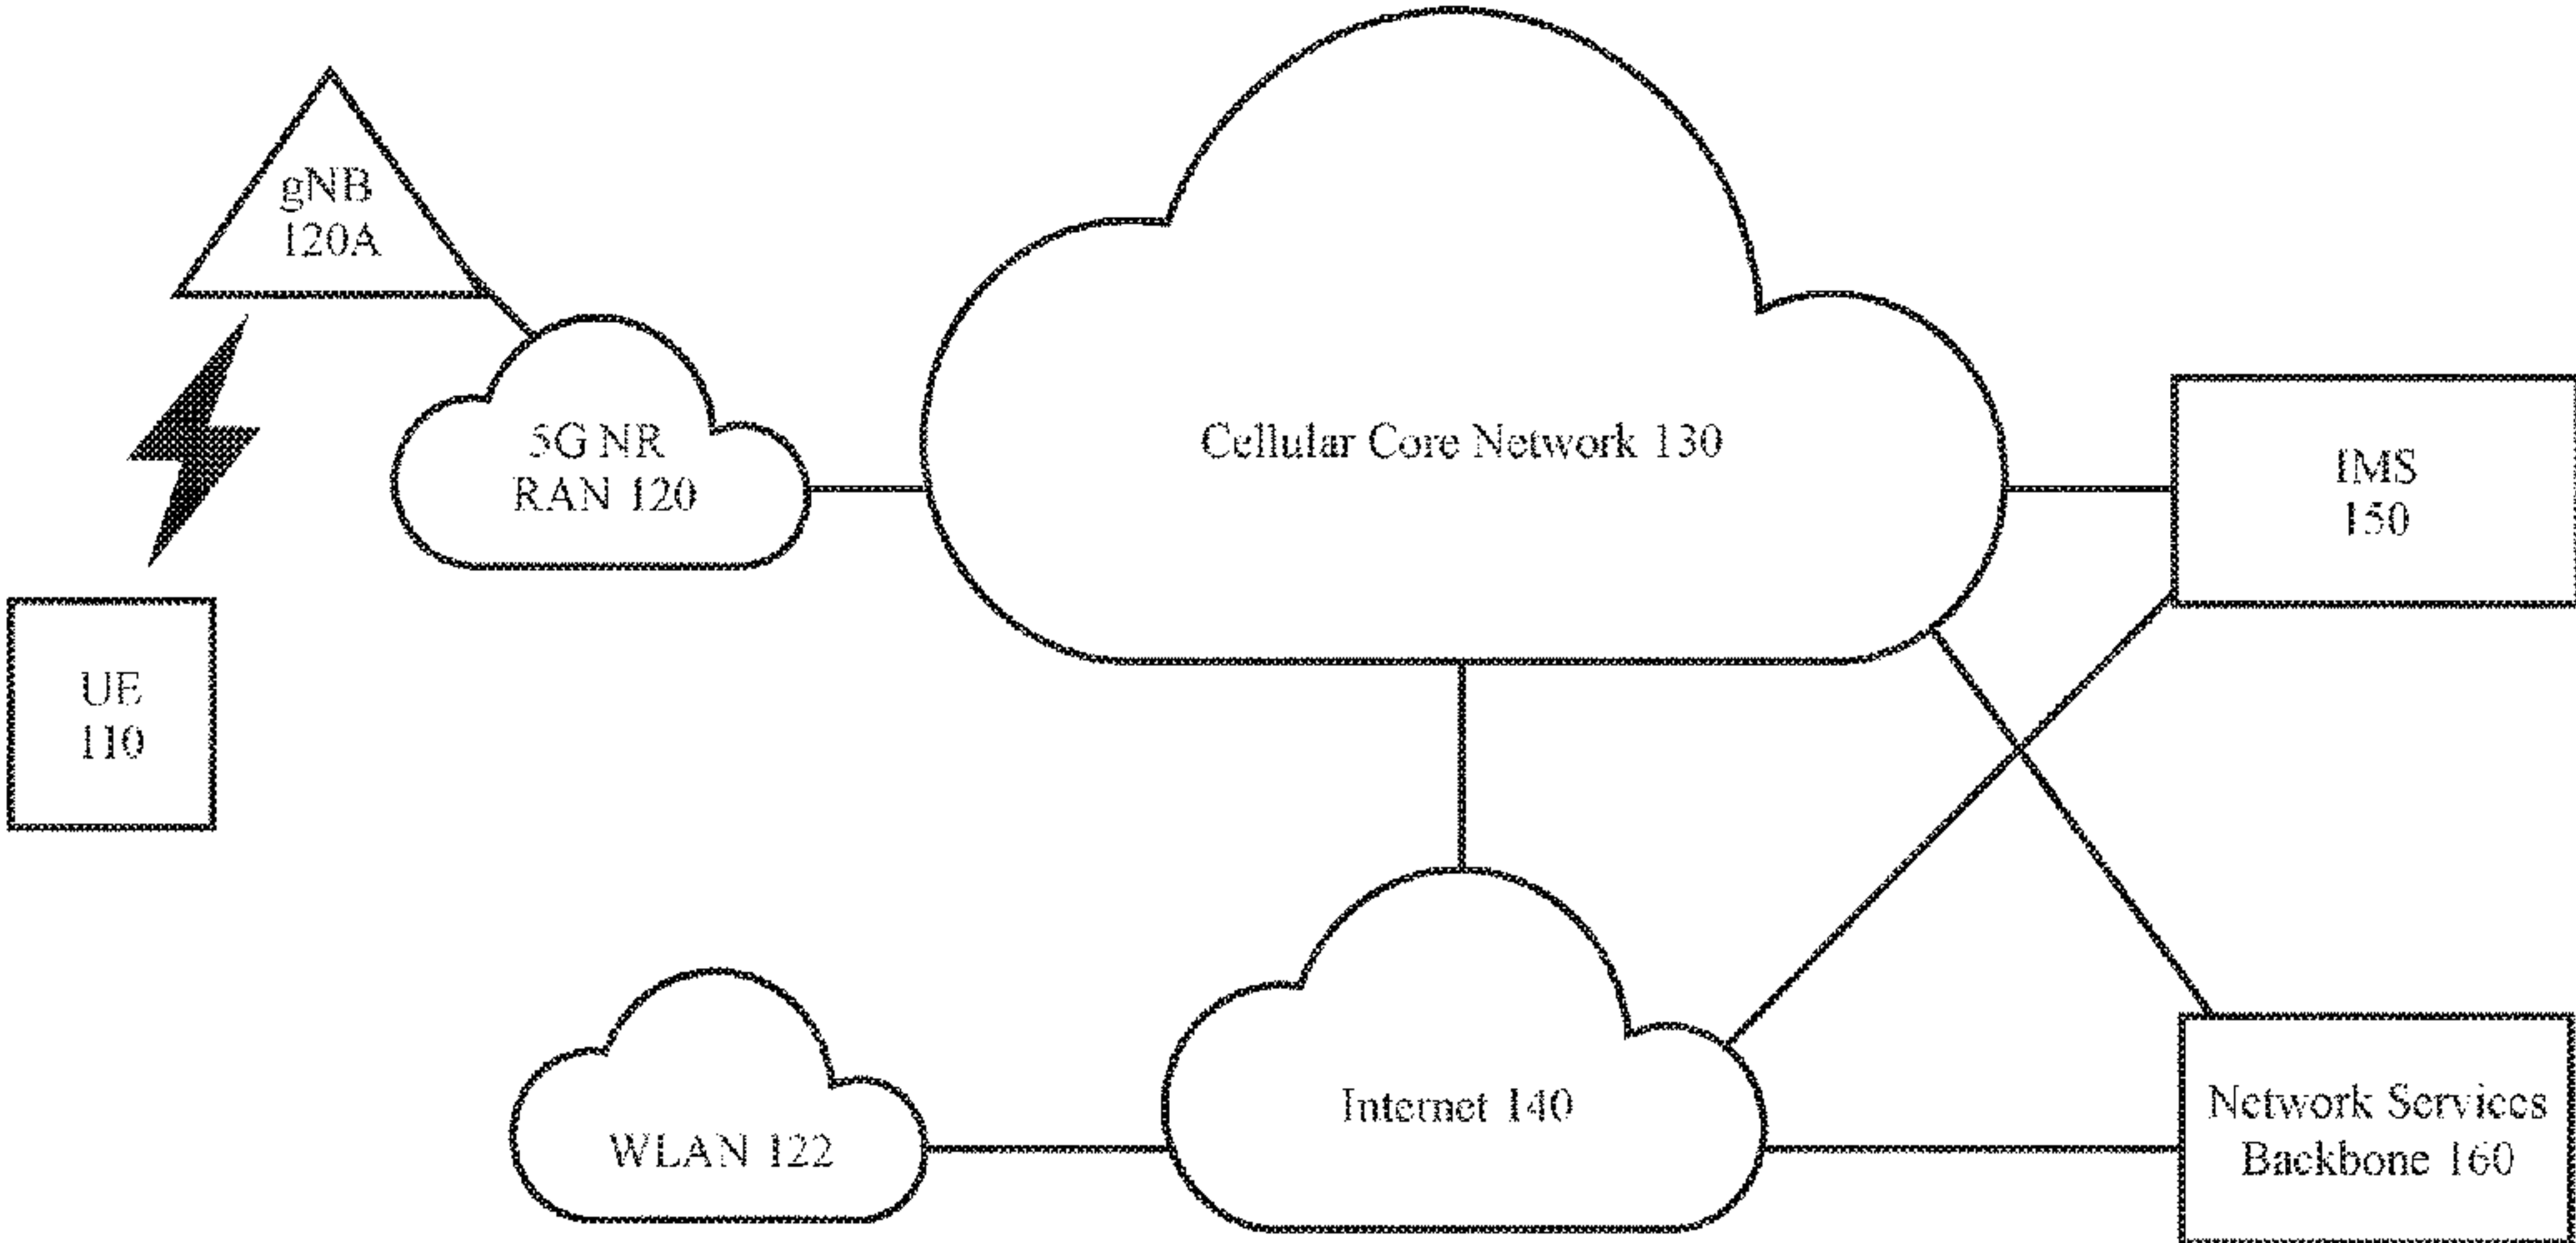 gNB
120A
5G NR
RAN 120
Cellular Core Network 130
IMS
150
UE
110
Internet 140
WLAN 122
Network Services
Backbone 160